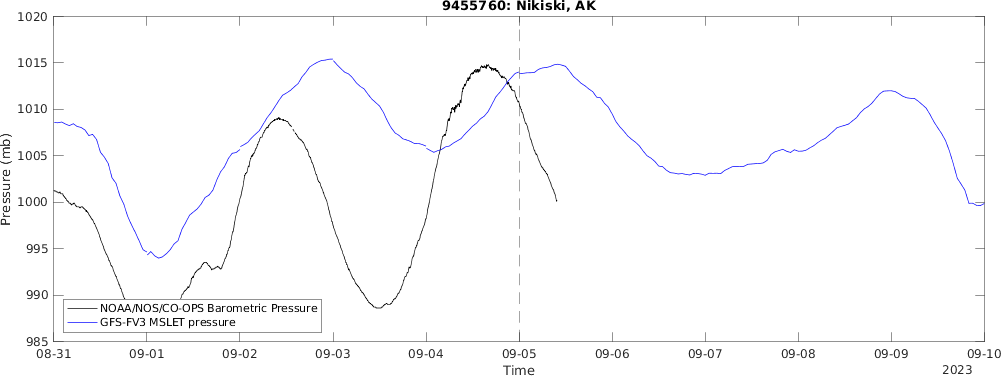 9455760: Nikiski, AK
1020
1015
1010
1005
1000
995
990
985
Pressure (mb)
NOAA/NOS/CO-OPS Barometric Pressure
GFS-FV3 MSLET pressure
08-31 09-01 09-02 09-03 09-04 09-05 09-06 09-07 09-08 09-09 09-10
Time
2023